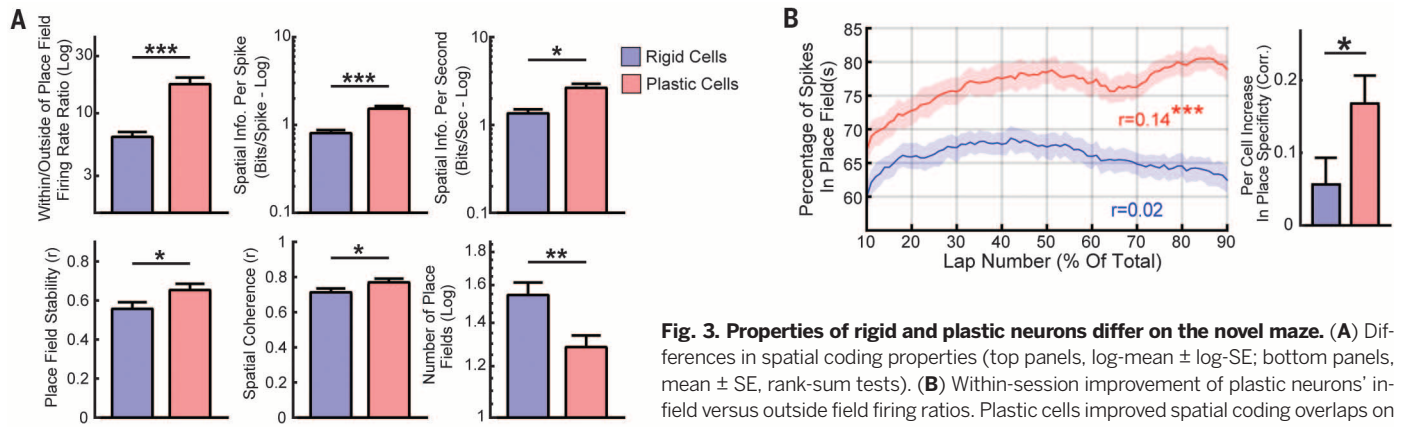 A
Within/Outside of Place Field
Firing Rate Ratio (Log)
30
10
3
***
Spatial Info. Per Spike
(Bits/Spike - Log)
10
1
0.1
***
Spatial Info. Per Second
(Bits/Sec - Log)
10
1
0.1
*
Rigid Cells
Plastic Cells
Place Field Stability (r)
0.8
0.6
0.4
0.2
0
*
Spatial Coherence (r)
1
0.8
0.6
0.4
0.2
0
*
Number of Place
Fields (Log)
1.8
1.6
1.4
1.2
1
**
B
Percentage of Spikes
In Place Field(s)
85
80
75
70
65
60
r=0.14***
r=0.02
10 20 30 40 50 60 70 80 90
Lap Number (% Of Total)
Per Cell Increase
In Place Specificty (Corr.)
0.2
0.1
0
*
Fig. 3. Properties of rigid and plastic neurons differ on the novel maze. (A) Dif-
ferences in spatial coding properties (top panels, log-mean ± log-SE; bottom panels,
mean ± SE, rank-sum tests). (B) Within-session improvement of plastic neurons' in-
field versus outside field firing ratios. Plastic cells improved spatial coding overlaps on